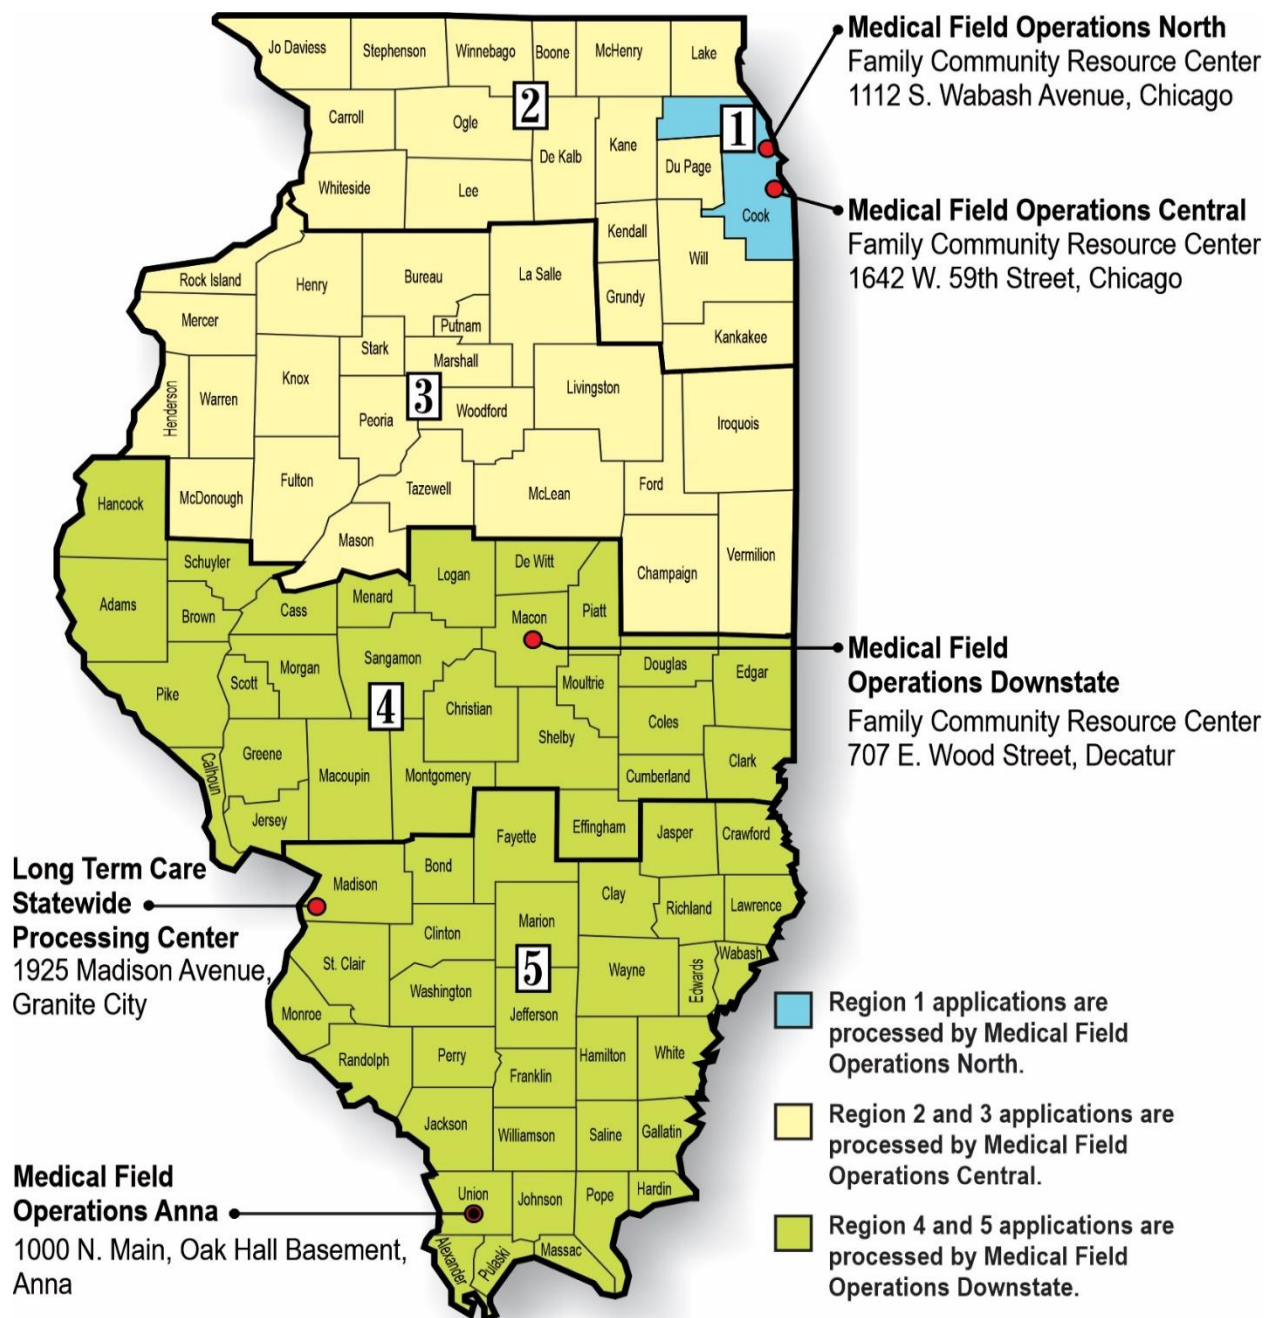 Jo Daviess
Stephenson
Winnebago
Boone
McHenry
Lake
2
1
Carroll
Ogle
De Kalb
Kane
Du Page
Whiteside
Lee
Cook
Kendall
Will
Grundy
Kankakee
Rock Island
Henry
Bureau
La Salle
Mercer
Putnam
Stark
Marshall
Henderson
Warren
Knox
3
Peoria
Woodford
Livingston
Iroquois
Hancock
McDonough
Fulton
Tazewell
McLean
Ford
Mason
Champaign
Vermilion
Schuyler
Logan
De Witt
Adams
Brown
Cass
Menard
Macon
Piatt
Pike
Scott
Morgan
Sangamon
4
Christian
Moultrie
Douglas
Edgar
Shelby
Coles
Calhoun
Greene
Macoupin
Montgomery
Cumberland
Clark
Jersey
Fayette
Effingham
Jasper
Crawford
Madison
Bond
Clay
Richland
Lawrence
Marion
Clinton
5
St. Clair
Washington
Wayne
Edwards
Wabash
Monroe
Jefferson
Randolph
Perry
Hamilton
White
Franklin
Jackson
Williamson
Saline
Gallatin
Union
Johnson
Pope
Hardin
Alexander
Pulaski
Massac
Medical Field Operations North
Family Community Resource Center
1112 S. Wabash Avenue, Chicago
Medical Field Operations Central
Family Community Resource Center
1642 W. 59th Street, Chicago
Medical Field
Operations Downstate
Family Community Resource Center
707 E. Wood Street, Decatur
Long Term Care
Statewide
Processing Center
1925 Madison Avenue,
Granite City
Medical Field
Operations Anna
1000 N. Main, Oak Hall Basement,
Anna
Region 1 applications are
processed by Medical Field
Operations North.
Region 2 and 3 applications are
processed by Medical Field
Operations Central.
Region 4 and 5 applications are
processed by Medical Field
Operations Downstate.